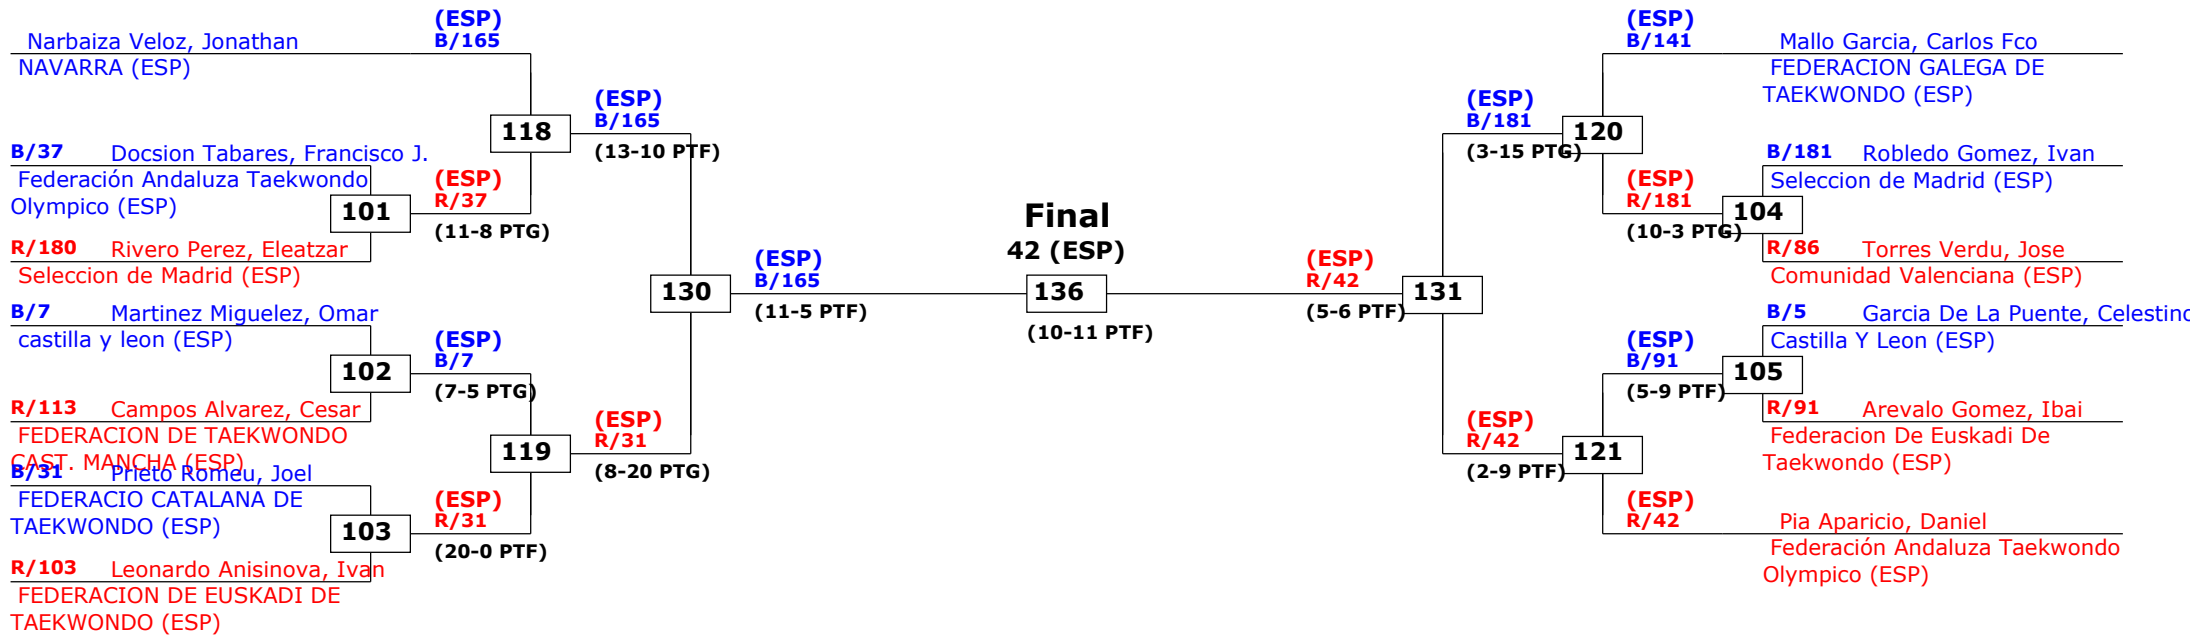 (ESP)
B/165
Narbaiza Veloz, Jonathan
NAVARRA (ESP)
118
(ESP)
B/165
(13-10 PTF)
B/37 Docsion Tabares, Francisco J.
Federación Andaluza Taekwondo
Olympico (ESP)
101
(ESP)
R/37
(11-8 PTG)
R/180 Rivero Perez, Eleatzar
Seleccion de Madrid (ESP)
130
(ESP)
B/165
(11-5 PTF)
B/7 Martinez Miguelez, Omar
castilla y leon (ESP)
102
(ESP)
B/7
(7-5 PTG)
R/113 Campos Alvarez, Cesar
FEDERACION DE TAEKWONDO
CAST. MANCHA (ESP)
119
(ESP)
R/31
(8-20 PTG)
B/31 Prieto Romeu, Joel
FEDERACIO CATALANA DE
TAEKWONDO (ESP)
103
(ESP)
R/31
(20-0 PTF)
R/103 Leonardo Anisinova, Ivan
FEDERACION DE EUSKADI DE
TAEKWONDO (ESP)
Final
42 (ESP)
136
(10-11 PTF)
(ESP)
B/141
Mallo Garcia, Carlos Fco
FEDERACION GALEGA DE
TAEKWONDO (ESP)
(ESP)
B/181
(3-15 PTG)
120
B/181 Robledo Gomez, Ivan
Seleccion de Madrid (ESP)
(ESP)
R/181
(10-3 PTG)
104
R/86 Torres Verdu, Jose
Comunidad Valenciana (ESP)
(ESP)
R/42
(5-6 PTF)
131
B/5 Garcia De La Puente, Celestino
Castilla Y Leon (ESP)
(ESP)
B/91
(5-9 PTF)
105
R/91 Arevalo Gomez, Ibai
Federacion De Euskadi De
Taekwondo (ESP)
(ESP)
R/42
(2-9 PTF)
121
(ESP)
R/42
Pia Aparicio, Daniel
Federación Andaluza Taekwondo
Olympico (ESP)